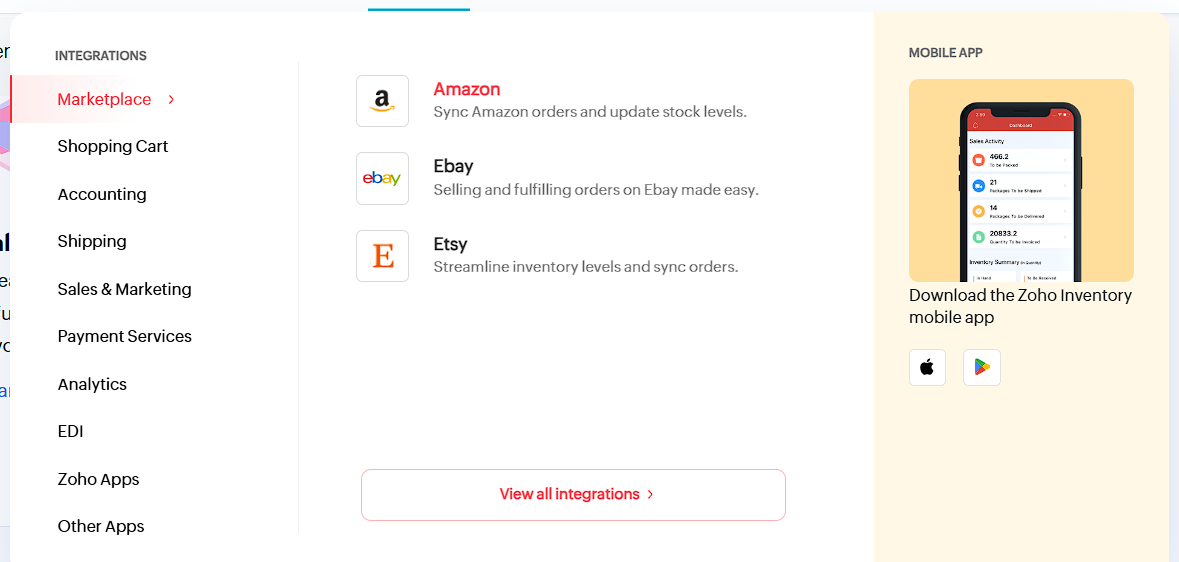 INTEGRATIONS
Marketplace
Shopping Cart
Accounting
Shipping
Sales & Marketing
Payment Services
Analytics
EDI
Zoho Apps
Other Apps
a
Amazon
Sync Amazon orders and update stock levels.
ebay
Ebay
Selling and fulfilling orders on Ebay made easy.
E
Etsy
Streamline inventory levels and sync orders.
View all integrations
MOBILE APP
Dashboard
Sales Activity
466.2
To be Packed
21
Packages To be Shipped
14
Packages To be Delivered
20833.2
Quantity To be Invoiced
Inventory Summary (In Quantity)
In Hand
To Be Received
Download the Zoho Inventory
mobile app